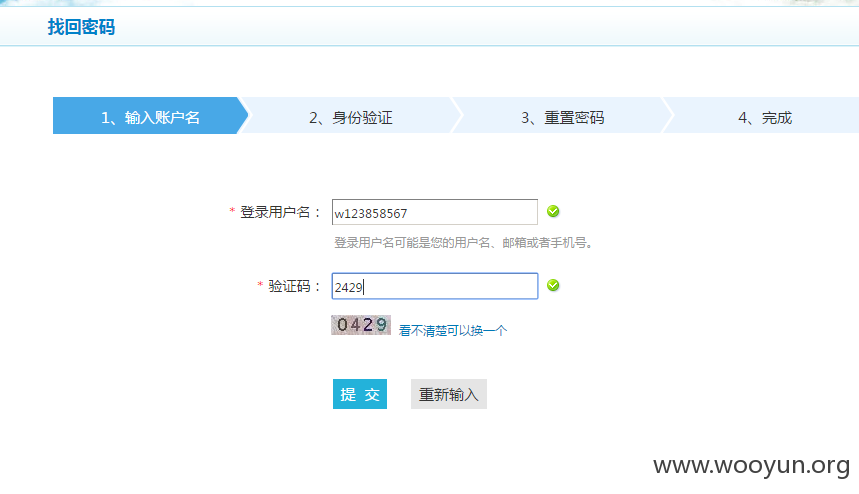 找回密码
1、输入账户名 2、身份验证 3、重置密码 4、完成
* 登录用户名： w123858567
登录用户名可能是您的用户名、邮箱或者手机号。
* 验证码： 2429
0429 看不清楚可以换一个
提 交 重新输入
www.wooyun.org